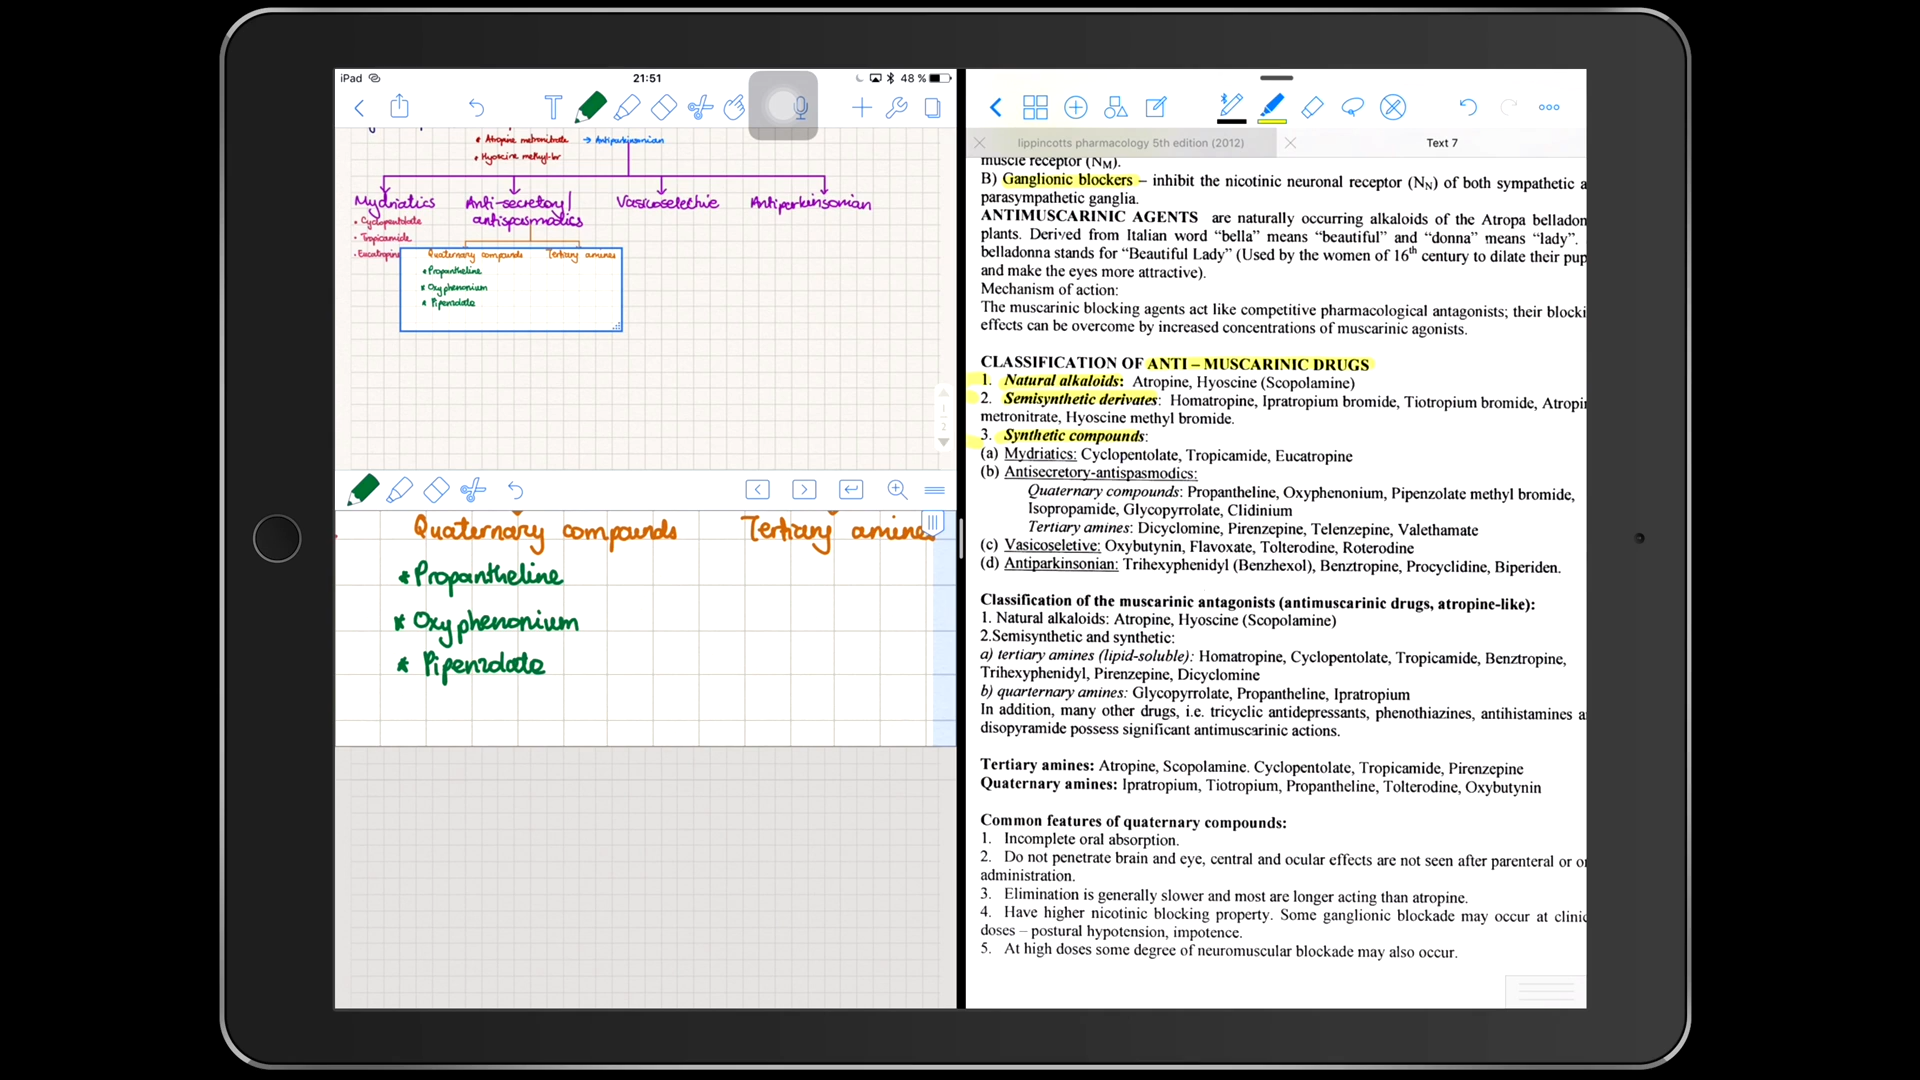 iPad
21:51
48 %
• Atropine metronitrate → Antiparkinsonian
• Hyoscine methyl-br
Mydriatics Anti-secretory/ Vasicoselective Antiparkinsonian
antispasmodics
• Cyclopentolate
• Tropicamide
• Eucatropine Quaternary compounds Tertiary amines
* Propantheline
* Oxyphenonium
* Pipenzolate
1
2
Quaternary compounds Tertiary amines
* Propantheline
* Oxyphenonium
* Pipenzolate
lippincotts pharmacology 5th edition (2012) Text 7
muscle receptor (NM).
B) Ganglionic blockers – inhibit the nicotinic neuronal receptor (NN) of both sympathetic a
parasympathetic ganglia.
ANTIMUSCARINIC AGENTS are naturally occurring alkaloids of the Atropa belladon
plants. Derived from Italian word “bella” means “beautiful” and “donna” means “lady”.
belladonna stands for “Beautiful Lady” (Used by the women of 16th century to dilate their pup
and make the eyes more attractive).
Mechanism of action:
The muscarinic blocking agents act like competitive pharmacological antagonists; their blocki
effects can be overcome by increased concentrations of muscarinic agonists.
CLASSIFICATION OF ANTI – MUSCARINIC DRUGS
1. Natural alkaloids: Atropine, Hyoscine (Scopolamine)
2. Semisynthetic derivates: Homatropine, Ipratropium bromide, Tiotropium bromide, Atropin
metronitrate, Hyoscine methyl bromide.
3. Synthetic compounds:
(a) Mydriatics: Cyclopentolate, Tropicamide, Eucatropine
(b) Antisecretory-antispasmodics:
Quaternary compounds: Propantheline, Oxyphenonium, Pipenzolate methyl bromide,
Isopropamide, Glycopyrrolate, Clidinium
Tertiary amines: Dicyclomine, Pirenzepine, Telenzepine, Valethamate
(c) Vasicoseletive: Oxybutynin, Flavoxate, Tolterodine, Roterodine
(d) Antiparkinsonian: Trihexyphenidyl (Benzhexol), Benztropine, Procyclidine, Biperiden.
Classification of the muscarinic antagonists (antimuscarinic drugs, atropine-like):
1. Natural alkaloids: Atropine, Hyoscine (Scopolamine)
2.Semisynthetic and synthetic:
a) tertiary amines (lipid-soluble): Homatropine, Cyclopentolate, Tropicamide, Benztropine,
Trihexyphenidyl, Pirenzepine, Dicyclomine
b) quarternary amines: Glycopyrrolate, Propantheline, Ipratropium
In addition, many other drugs, i.e. tricyclic antidepressants, phenothiazines, antihistamines a
disopyramide possess significant antimuscarinic actions.
Tertiary amines: Atropine, Scopolamine. Cyclopentolate, Tropicamide, Pirenzepine
Quaternary amines: Ipratropium, Tiotropium, Propantheline, Tolterodine, Oxybutynin
Common features of quaternary compounds:
1. Incomplete oral absorption.
2. Do not penetrate brain and eye, central and ocular effects are not seen after parenteral or or
administration.
3. Elimination is generally slower and most are longer acting than atropine.
4. Have higher nicotinic blocking property. Some ganglionic blockade may occur at clinic
doses – postural hypotension, impotence.
5. At high doses some degree of neuromuscular blockade may also occur.